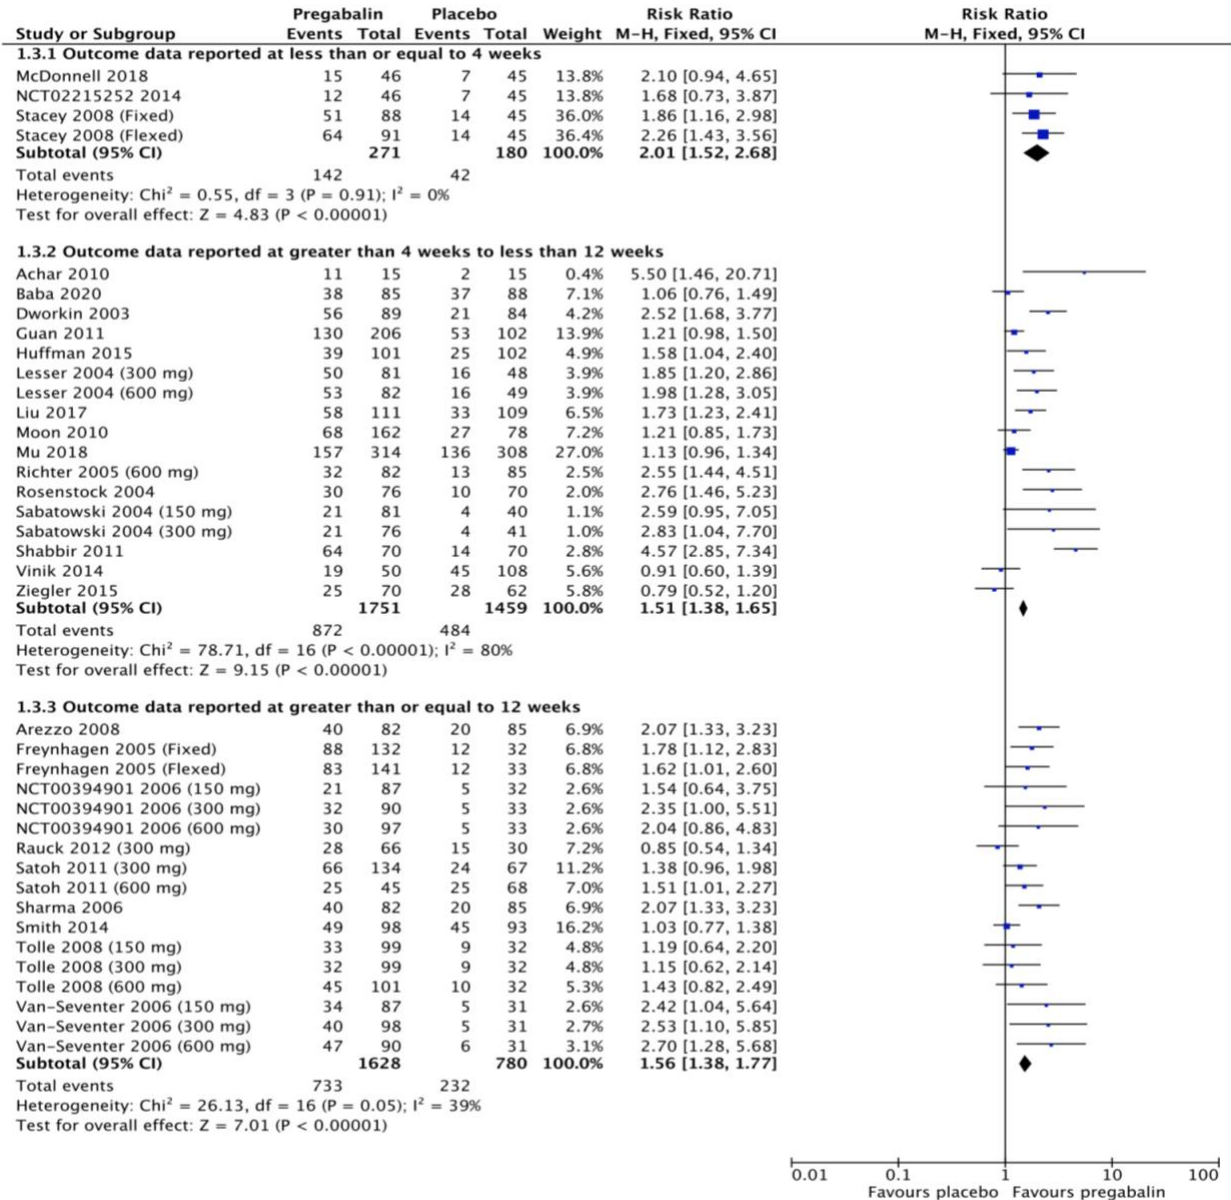 Pregabalin Placebo Risk Ratio Risk Ratio
Study or Subgroup Events Total Events Total Weight M-H, Fixed, 95% CI M-H, Fixed, 95% CI
1.3.1 Outcome data reported at less than or equal to 4 weeks
McDonnell 2018 15 46 7 45 13.8% 2.10 [0.94, 4.65]
NCT02215252 2014 12 46 7 45 13.8% 1.68 [0.73, 3.87]
Stacey 2008 (Fixed) 51 88 14 45 36.0% 1.86 [1.16, 2.98]
Stacey 2008 (Flexed) 64 91 14 45 36.4% 2.26 [1.43, 3.56]
Subtotal (95% CI) 271 180 100.0% 2.01 [1.52, 2.68]
Total events 142 42
Heterogeneity: Chi² = 0.55, df = 3 (P = 0.91); I² = 0%
Test for overall effect: Z = 4.83 (P < 0.00001)
1.3.2 Outcome data reported at greater than 4 weeks to less than 12 weeks
Achar 2010 11 15 2 15 0.4% 5.50 [1.46, 20.71]
Baba 2020 38 85 37 88 7.1% 1.06 [0.76, 1.49]
Dworkin 2003 56 89 21 84 4.2% 2.52 [1.68, 3.77]
Guan 2011 130 206 53 102 13.9% 1.21 [0.98, 1.50]
Huffman 2015 39 101 25 102 4.9% 1.58 [1.04, 2.40]
Lesser 2004 (300 mg) 50 81 16 48 3.9% 1.85 [1.20, 2.86]
Lesser 2004 (600 mg) 53 82 16 49 3.9% 1.98 [1.28, 3.05]
Liu 2017 58 111 33 109 6.5% 1.73 [1.23, 2.41]
Moon 2010 68 162 27 78 7.2% 1.21 [0.85, 1.73]
Mu 2018 157 314 136 308 27.0% 1.13 [0.96, 1.34]
Richter 2005 (600 mg) 32 82 13 85 2.5% 2.55 [1.44, 4.51]
Rosenstock 2004 30 76 10 70 2.0% 2.76 [1.46, 5.23]
Sabatowski 2004 (150 mg) 21 81 4 40 1.1% 2.59 [0.95, 7.05]
Sabatowski 2004 (300 mg) 21 76 4 41 1.0% 2.83 [1.04, 7.70]
Shabbir 2011 64 70 14 70 2.8% 4.57 [2.85, 7.34]
Vinik 2014 19 50 45 108 5.6% 0.91 [0.60, 1.39]
Ziegler 2015 25 70 28 62 5.8% 0.79 [0.52, 1.20]
Subtotal (95% CI) 1751 1459 100.0% 1.51 [1.38, 1.65]
Total events 872 484
Heterogeneity: Chi² = 78.71, df = 16 (P < 0.00001); I² = 80%
Test for overall effect: Z = 9.15 (P < 0.00001)
1.3.3 Outcome data reported at greater than or equal to 12 weeks
Arezzo 2008 40 82 20 85 6.9% 2.07 [1.33, 3.23]
Freynhagen 2005 (Fixed) 88 132 12 32 6.8% 1.78 [1.12, 2.83]
Freynhagen 2005 (Flexed) 83 141 12 33 6.8% 1.62 [1.01, 2.60]
NCT00394901 2006 (150 mg) 21 87 5 32 2.6% 1.54 [0.64, 3.75]
NCT00394901 2006 (300 mg) 32 90 5 33 2.6% 2.35 [1.00, 5.51]
NCT00394901 2006 (600 mg) 30 97 5 33 2.6% 2.04 [0.86, 4.83]
Rauck 2012 (300 mg) 28 66 15 30 7.2% 0.85 [0.54, 1.34]
Satoh 2011 (300 mg) 66 134 24 67 11.2% 1.38 [0.96, 1.98]
Satoh 2011 (600 mg) 25 45 25 68 7.0% 1.51 [1.01, 2.27]
Sharma 2006 40 82 20 85 6.9% 2.07 [1.33, 3.23]
Smith 2014 49 98 45 93 16.2% 1.03 [0.77, 1.38]
Tolle 2008 (150 mg) 33 99 9 32 4.8% 1.19 [0.64, 2.20]
Tolle 2008 (300 mg) 32 99 9 32 4.8% 1.15 [0.62, 2.14]
Tolle 2008 (600 mg) 45 101 10 32 5.3% 1.43 [0.82, 2.49]
Van-Seventer 2006 (150 mg) 34 87 5 31 2.4% 2.42 [1.04, 5.64]
Van-Seventer 2006 (300 mg) 40 98 5 31 2.7% 2.53 [1.10, 5.85]
Van-Seventer 2006 (600 mg) 47 90 6 31 3.1% 2.70 [1.28, 5.68]
Subtotal (95% CI) 1628 780 100.0% 1.56 [1.38, 1.77]
Total events 733 232
Heterogeneity: Chi² = 26.13, df = 16 (P = 0.05); I² = 39%
Test for overall effect: Z = 7.01 (P < 0.00001)
0.01 0.1 1 10 100
Favours placebo Favours pregabalin